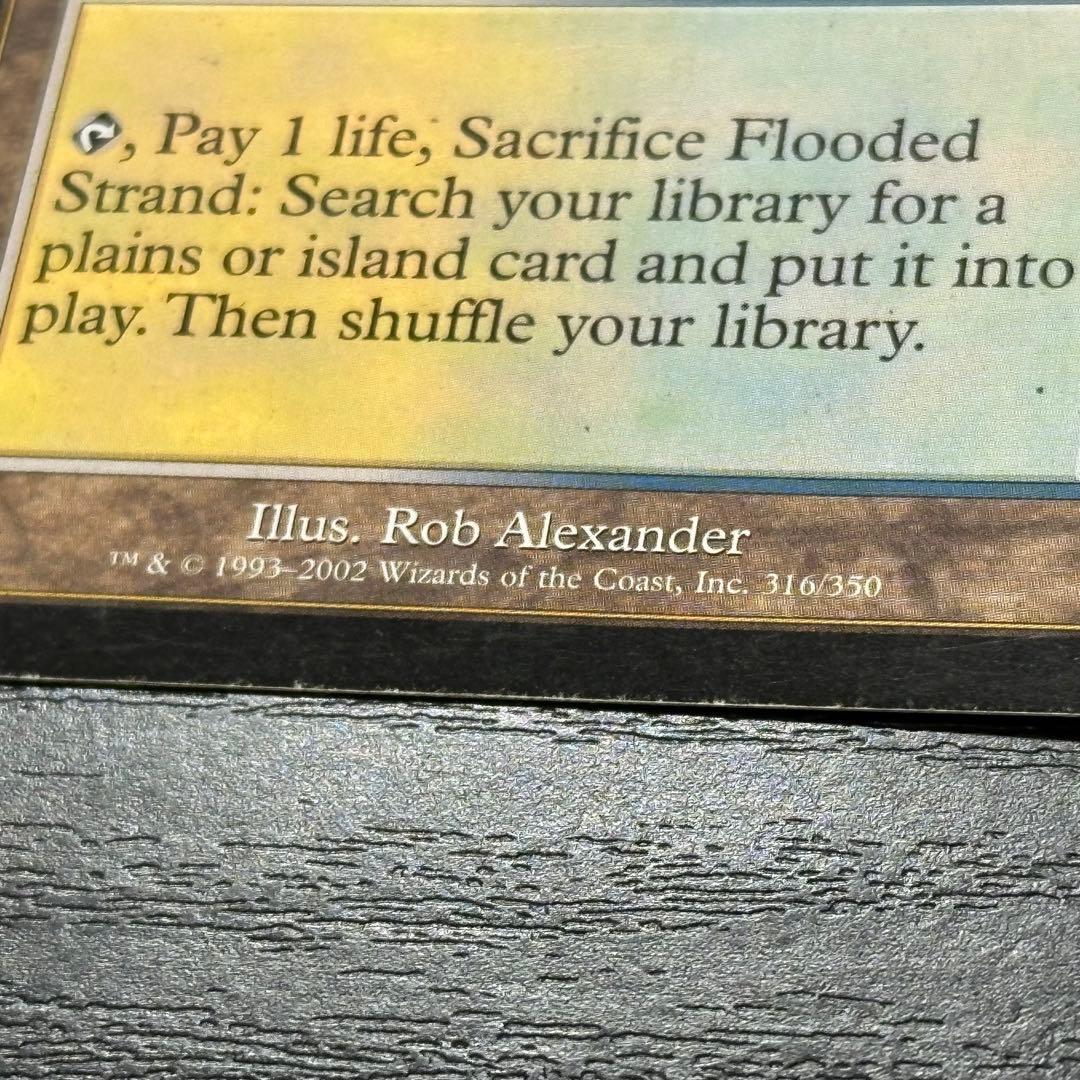 , Pay 1 life, Sacrifice Flooded
Strand: Search your library for a
plains or island card and put it into
play. Then shuffle your library.
Illus. Rob Alexander
™ & © 1993–2002 Wizards of the Coast, Inc. 316/350